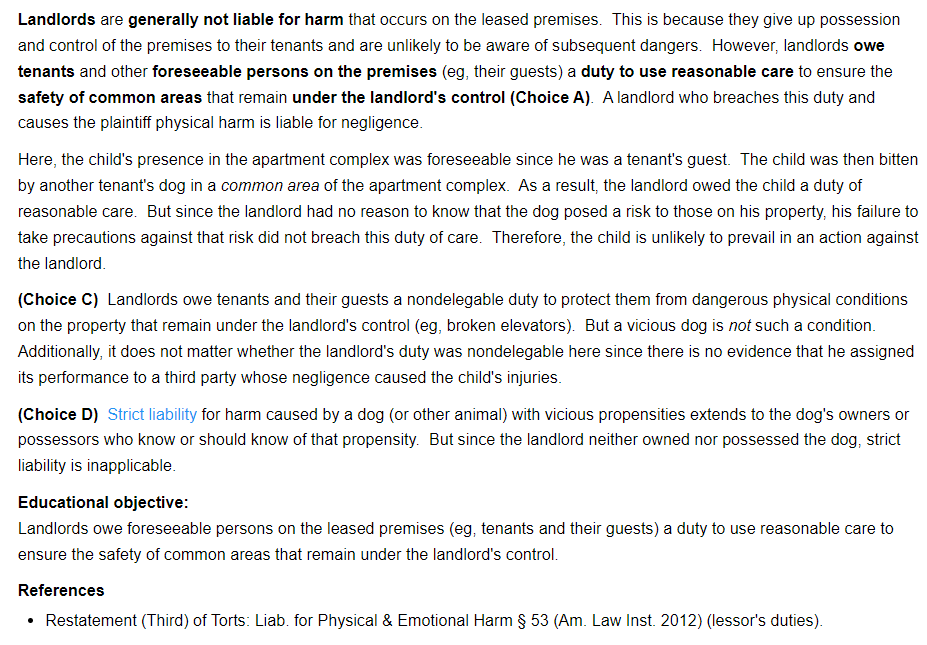 Landlords are generally not liable for harm that occurs on the leased premises. This is because they give up possession
and control of the premises to their tenants and are unlikely to be aware of subsequent dangers. However, landlords owe
tenants and other foreseeable persons on the premises (eg, their guests) a duty to use reasonable care to ensure the
safety of common areas that remain under the landlord's control (Choice A). A landlord who breaches this duty and
causes the plaintiff physical harm is liable for negligence.
Here, the child's presence in the apartment complex was foreseeable since he was a tenant's guest. The child was then bitten
by another tenant's dog in a common area of the apartment complex. As a result, the landlord owed the child a duty of
reasonable care. But since the landlord had no reason to know that the dog posed a risk to those on his property, his failure to
take precautions against that risk did not breach this duty of care. Therefore, the child is unlikely to prevail in an action against
the landlord.
(Choice C) Landlords owe tenants and their guests a nondelegable duty to protect them from dangerous physical conditions
on the property that remain under the landlord's control (eg, broken elevators). But a vicious dog is not such a condition.
Additionally, it does not matter whether the landlord's duty was nondelegable here since there is no evidence that he assigned
its performance to a third party whose negligence caused the child's injuries.
(Choice D) Strict liability for harm caused by a dog (or other animal) with vicious propensities extends to the dog's owners or
possessors who know or should know of that propensity. But since the landlord neither owned nor possessed the dog, strict
liability is inapplicable.
Educational objective:
Landlords owe foreseeable persons on the leased premises (eg, tenants and their guests) a duty to use reasonable care to
ensure the safety of common areas that remain under the landlord's control.
References
• Restatement (Third) of Torts: Liab. for Physical & Emotional Harm § 53 (Am. Law Inst. 2012) (lessor's duties).